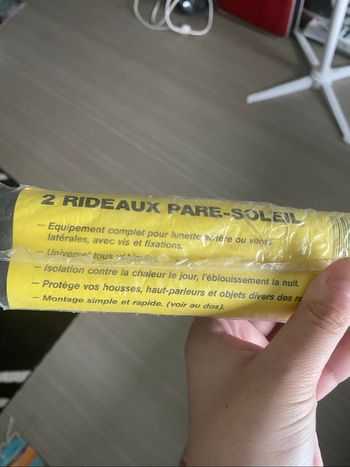 2 RIDEAUX PARE-SOLEIL
— Equipement complet pour lunette arrière ou vitres
latérales, avec vis et fixations.
— Universel tous véhicules.
— Isolation contre la chaleur le jour, l'éblouissement la nuit.
— Protège vos housses, haut-parleurs et objets divers des
— Montage simple et rapide. (voir au dos).